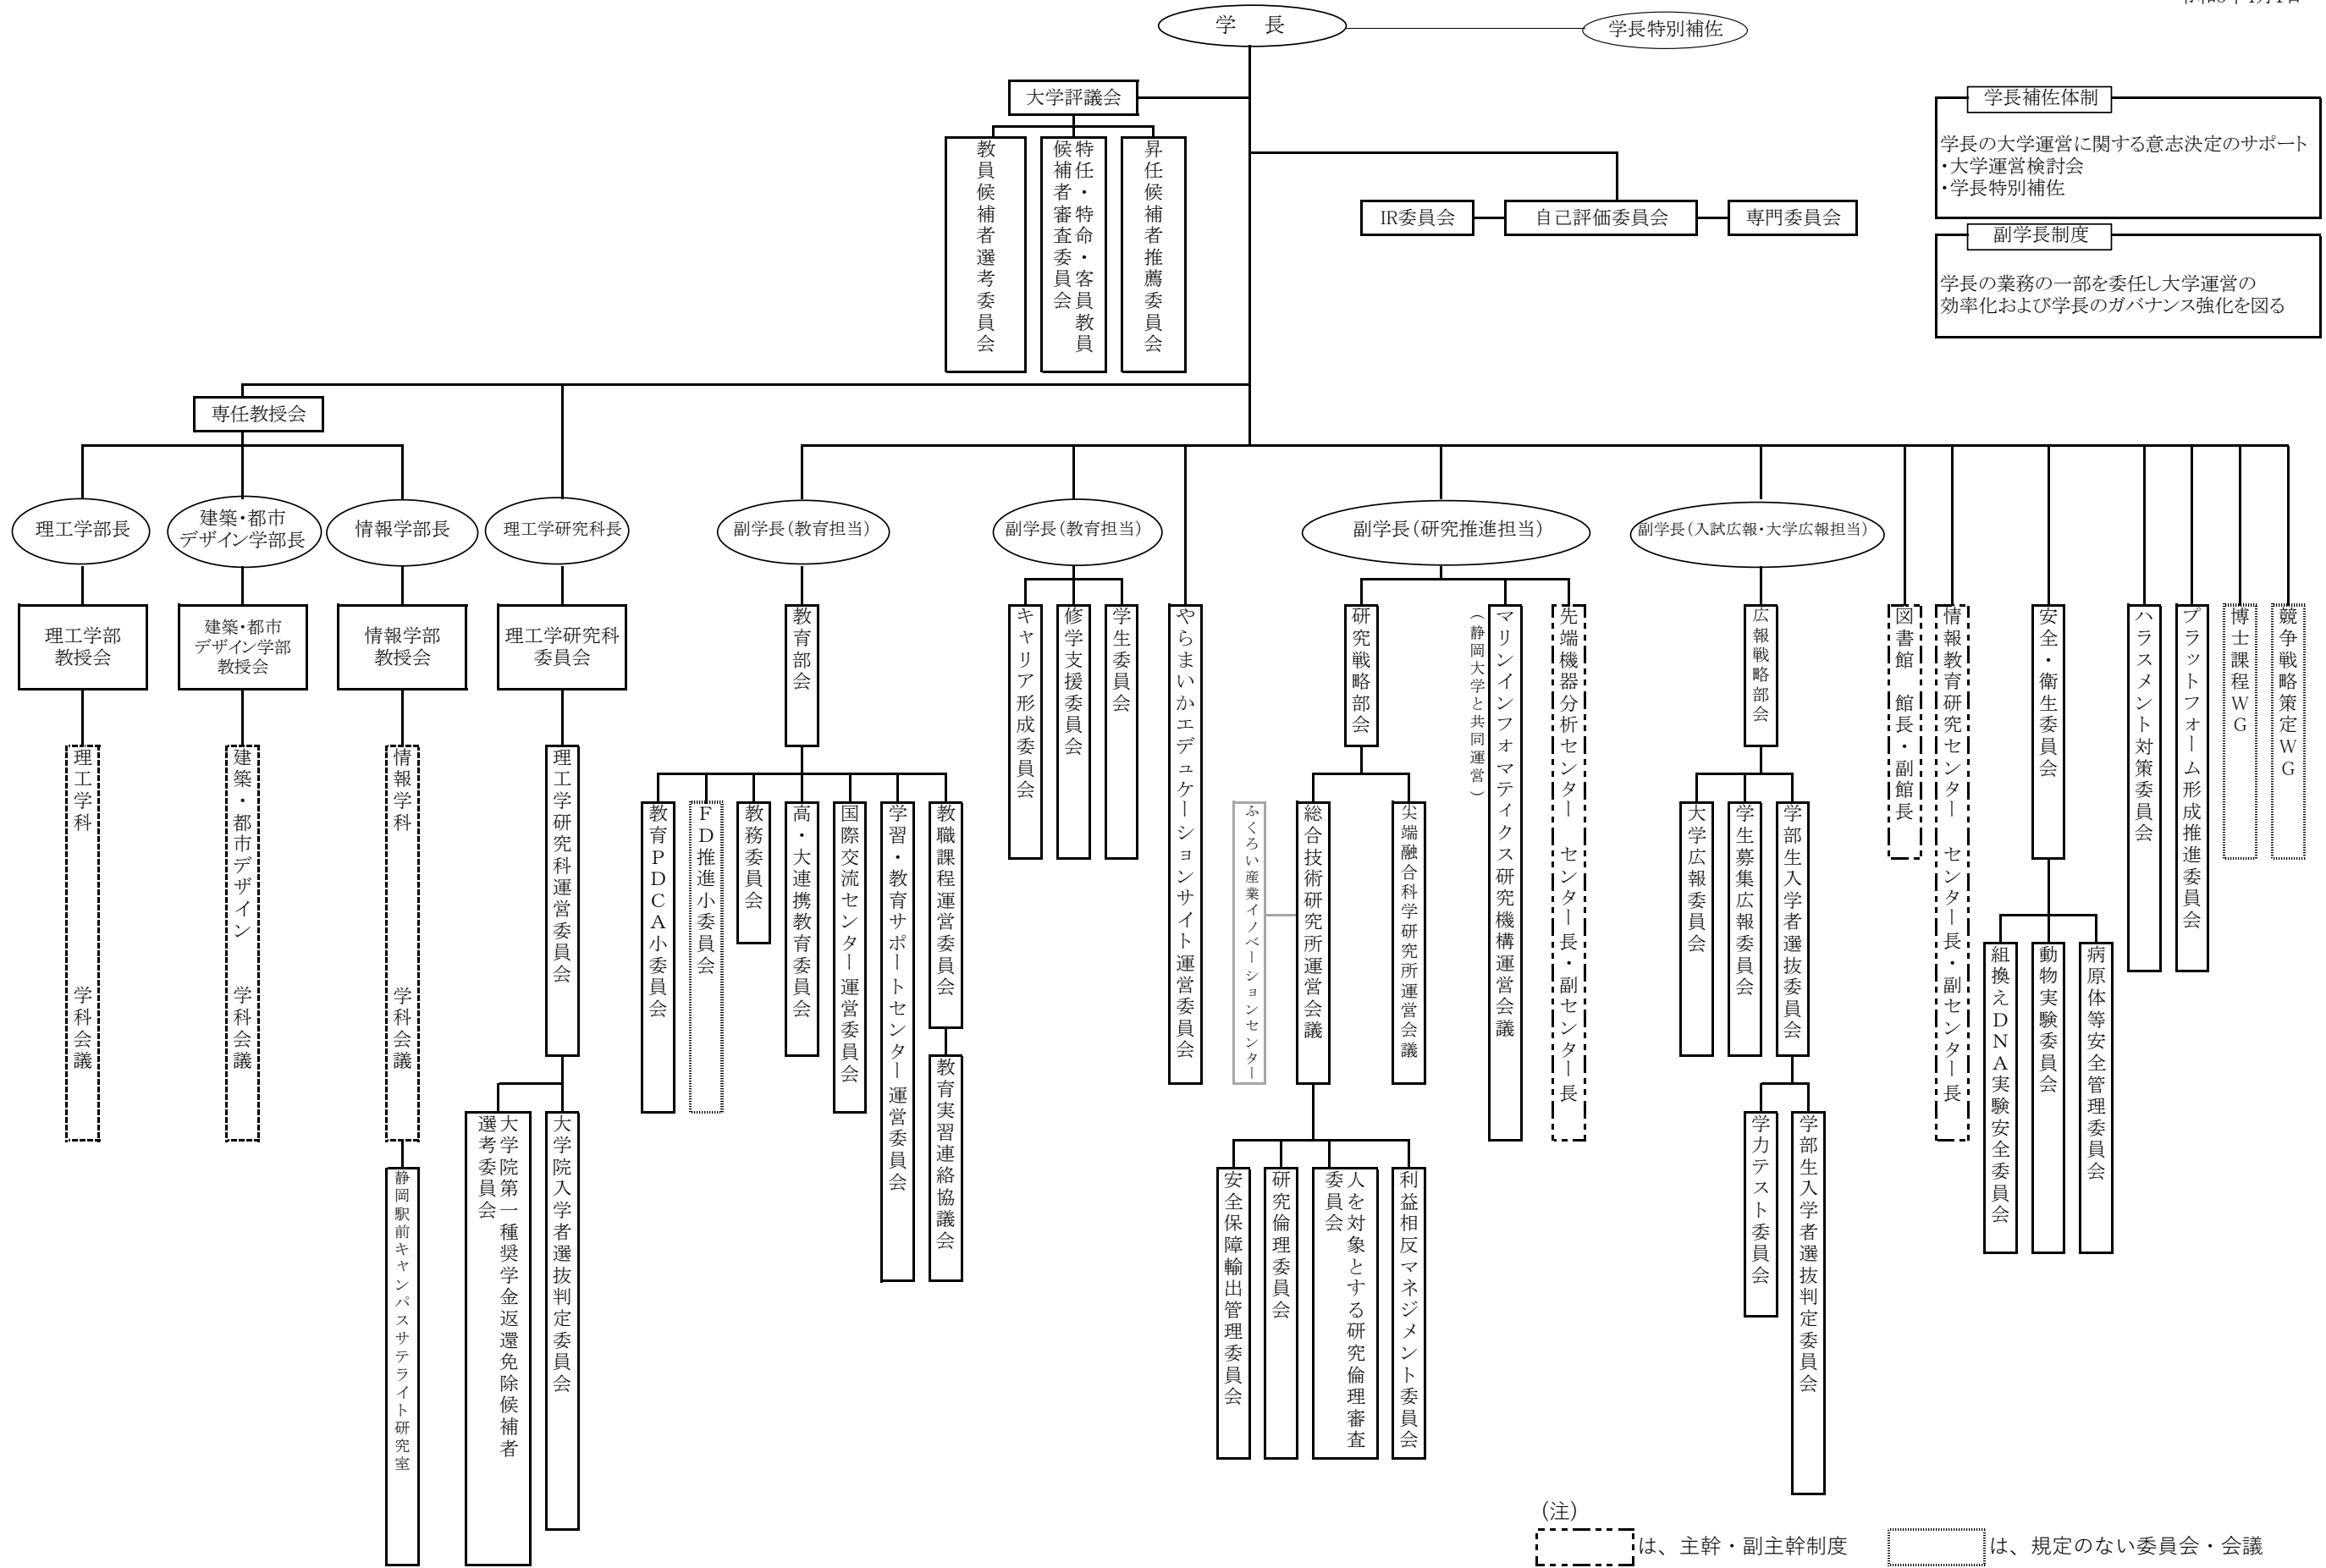 学 長
学長特別補佐
大学評議会
教員候補者選考委員会
特任・特命・客員教員
候補者審査委員会
昇任候補者推薦委員会
IR委員会
自己評価委員会
専門委員会
学長補佐体制
学長の大学運営に関する意志決定のサポート
・大学運営検討会
・学長特別補佐
副学長制度
学長の業務の一部を委任し大学運営の
効率化および学長のガバナンス強化を図る
専任教授会
理工学部長
建築・都市
デザイン学部長
情報学部長
理工学研究科長
副学長(教育担当)
副学長(教育担当)
副学長(研究推進担当)
副学長(入試広報・大学広報担当)
理工学部
教授会
建築・都市
デザイン学部
教授会
情報学部
教授会
理工学研究科
委員会
教育部会
キャリア形成委員会
修学支援委員会
学生委員会
やらまいかエデュケーションサイト運営委員会
研究戦略部会
マリンインフォマティクス研究機構運営会議
(静岡大学と共同運営)
先端機器分析センター センター長・副センター長
広報戦略部会
図書館 館長・副館長
情報教育研究センター センター長・副センター長
安全・衛生委員会
ハラスメント対策委員会
プラットフォーム形成推進委員会
博士課程WG
競争戦略策定WG
理工学科 学科会議
建築・都市デザイン 学科会議
情報学科 学科会議
理工学研究科運営委員会
教育PDCA小委員会
FD推進小委員会
教務委員会
高・大連携教育委員会
国際交流センター運営委員会
学習・教育サポートセンター運営委員会
教職課程運営委員会
ふくろい産業イノベーションセンター
総合技術研究所運営会議
尖端融合科学研究所運営会議
大学広報委員会
学生募集広報委員会
学部生入学者選抜委員会
組換えDNA実験安全委員会
動物実験委員会
病原体等安全管理委員会
静岡駅前キャンパスサテライト研究室
大学院第一種奨学金返還免除候補者
選考委員会
大学院入学者選抜判定委員会
教育実習連絡協議会
安全保障輸出管理委員会
研究倫理委員会
人を対象とする研究倫理審査
委員会
利益相反マネジメント委員会
学力テスト委員会
学部生入学者選抜判定委員会
(注)
は、主幹・副主幹制度
は、規定のない委員会・会議